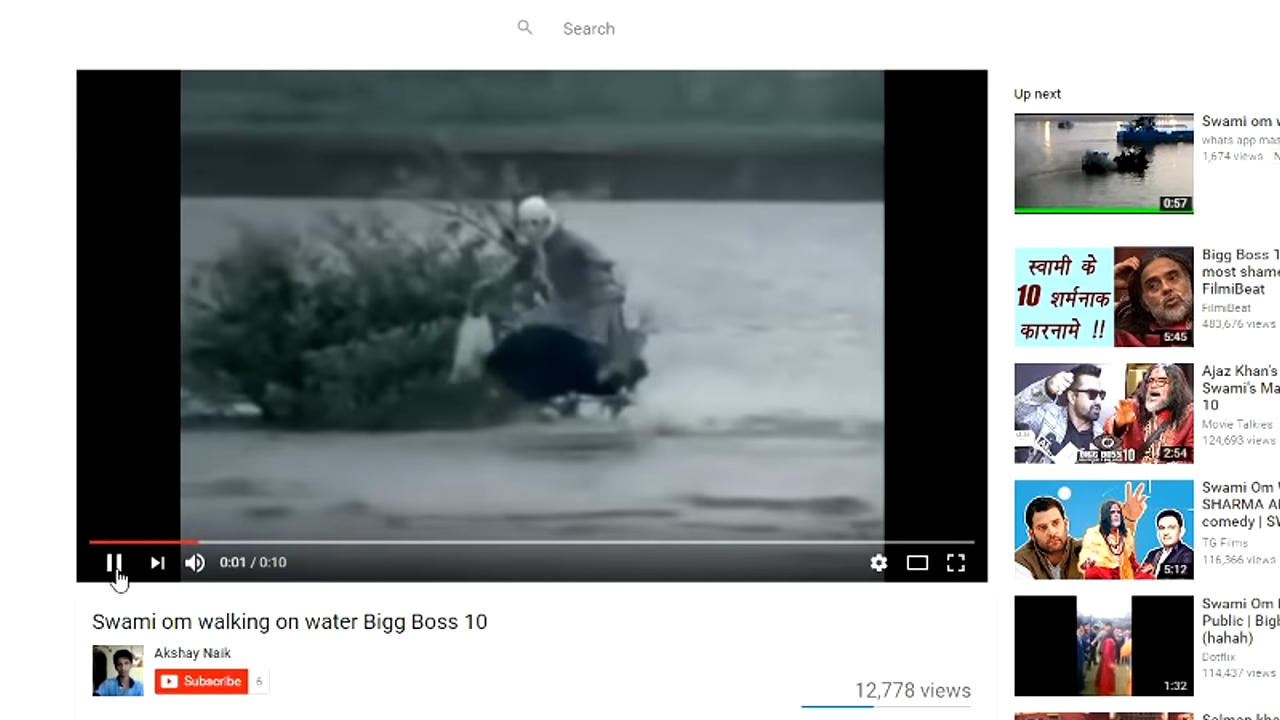 Search
0:01 / 0:10
Swami om walking on water Bigg Boss 10
Akshay Naik
Subscribe 6
12,778 views
Up next
Swami om
whats app
1,674 views
0:57
स्वामी के
10 शर्मनाक
कारनामे !!
5:45
Bigg Boss
most
FilmiBeat
FilmiBeat
483,676 views
BIGG BOSS 10
2:54
Ajaz Khan's
Swami's
10
Movie Talkies
124,693 views
5:12
Swami Om
SHARMA
comedy |
TG Films
116,366 views
1:32
Swami Om
Public |
(hahah)
Dotflix
114,437 views